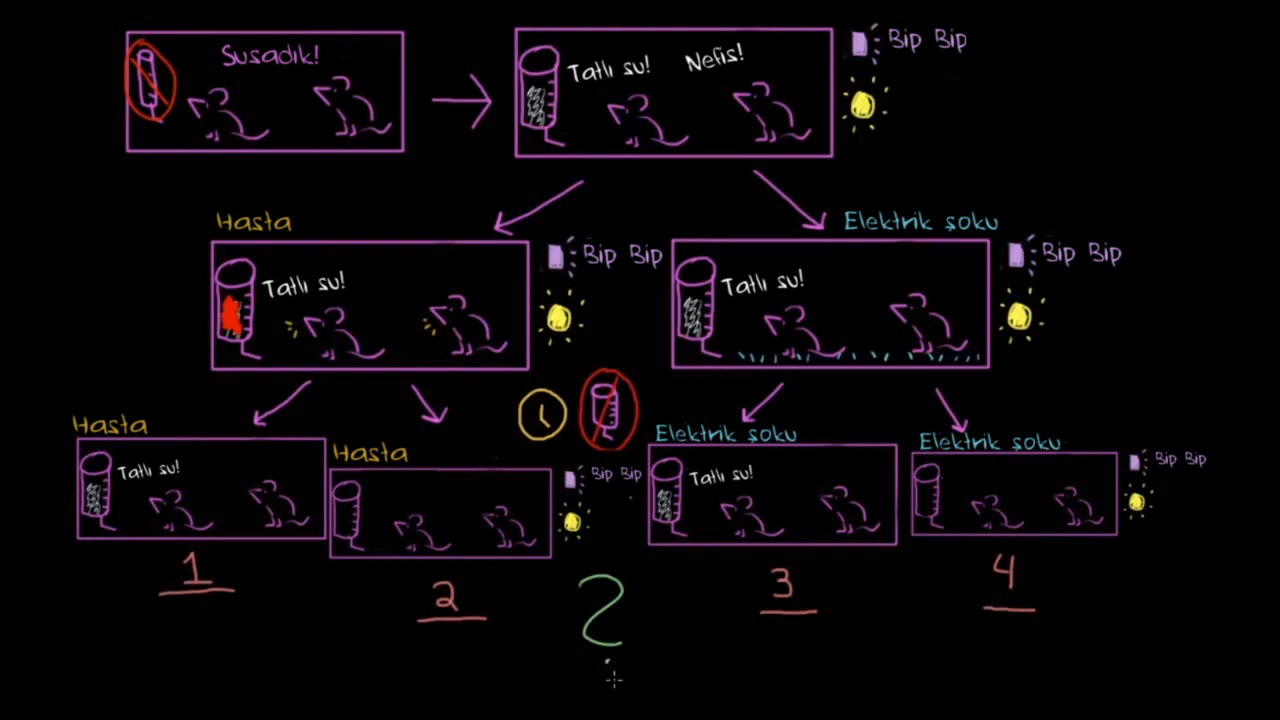 Susadık!
Tatlı su! Nefis!
Bip Bip
Hasta
Tatlı su!
Bip Bip
Elektrik şoku
Tatlı su!
Bip Bip
Hasta
Tatlı su!
1
Hasta
Bip Bip
2
Elektrik şoku
Tatlı su!
3
Elektrik şoku
Bip Bip
4
?